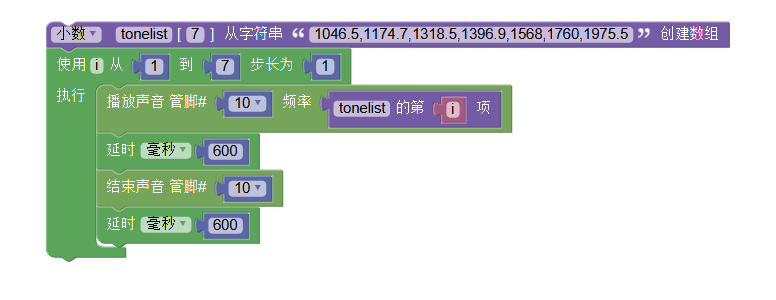 小数 tonelist [ 7 ] 从字符串 “ 1046.5,1174.7,1318.5,1396.9,1568,1760,1975.5 ” 创建数组
使用 i 从 1 到 7 步长为 1
执行 播放声音 管脚# 10 频率 tonelist 的第 i 项
延时 毫秒 600
结束声音 管脚# 10
延时 毫秒 600